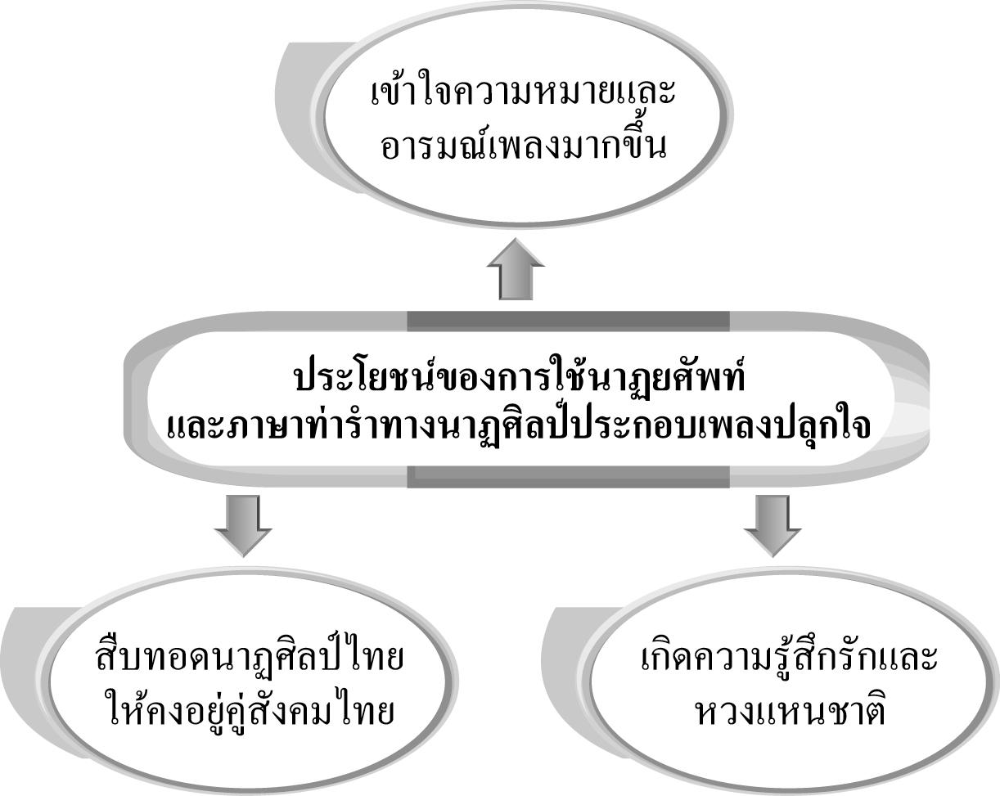 เข้าใจความหมายและ
อารมณ์เพลงมากขึ้น
ประโยชน์ของการใช้นาฏยศัพท์
และภาษาท่ารำทางนาฏศิลป์ประกอบเพลงปลุกใจ
สืบทอดนาฏศิลป์ไทย
ให้คงอยู่คู่สังคมไทย
เกิดความรู้สึกรักและ
หวงแหนชาติ